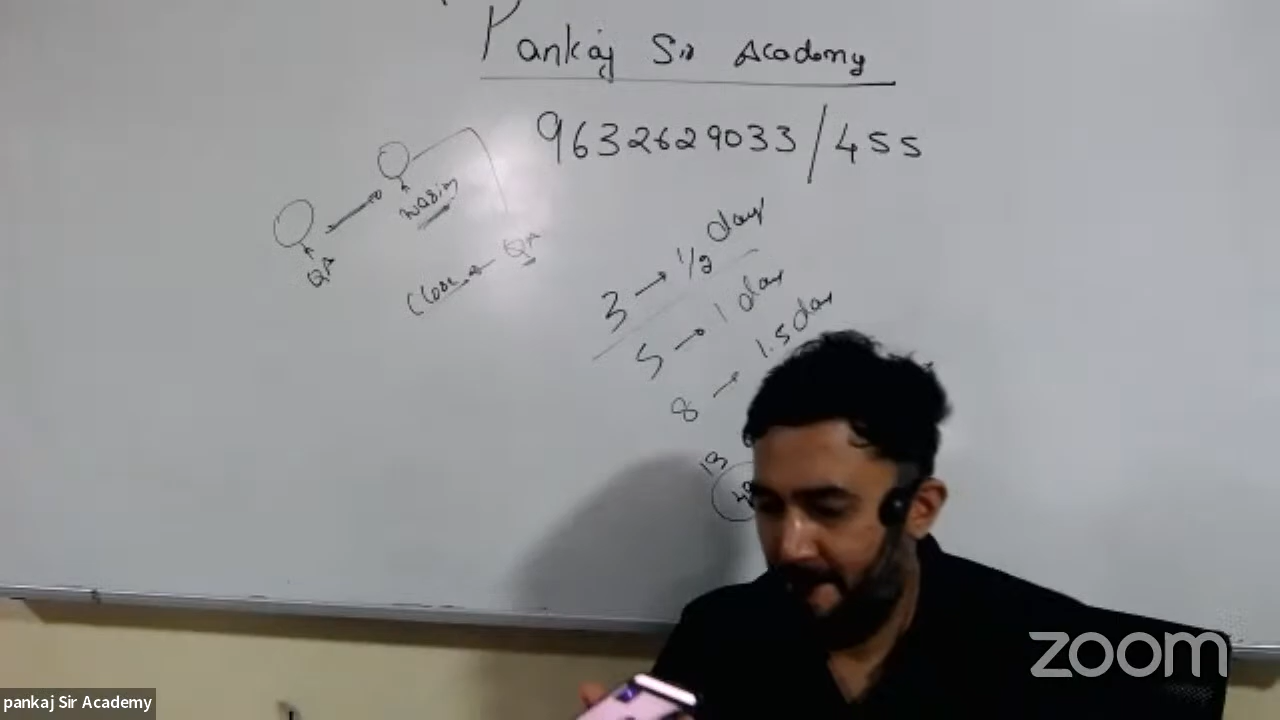 Pankaj Sir Academy
9632629033/455
Wasim
QA
QA
Close
3 → 1/2 day
5 → 1 day
8 → 1.5 day
13
zoom
pankaj Sir Academy